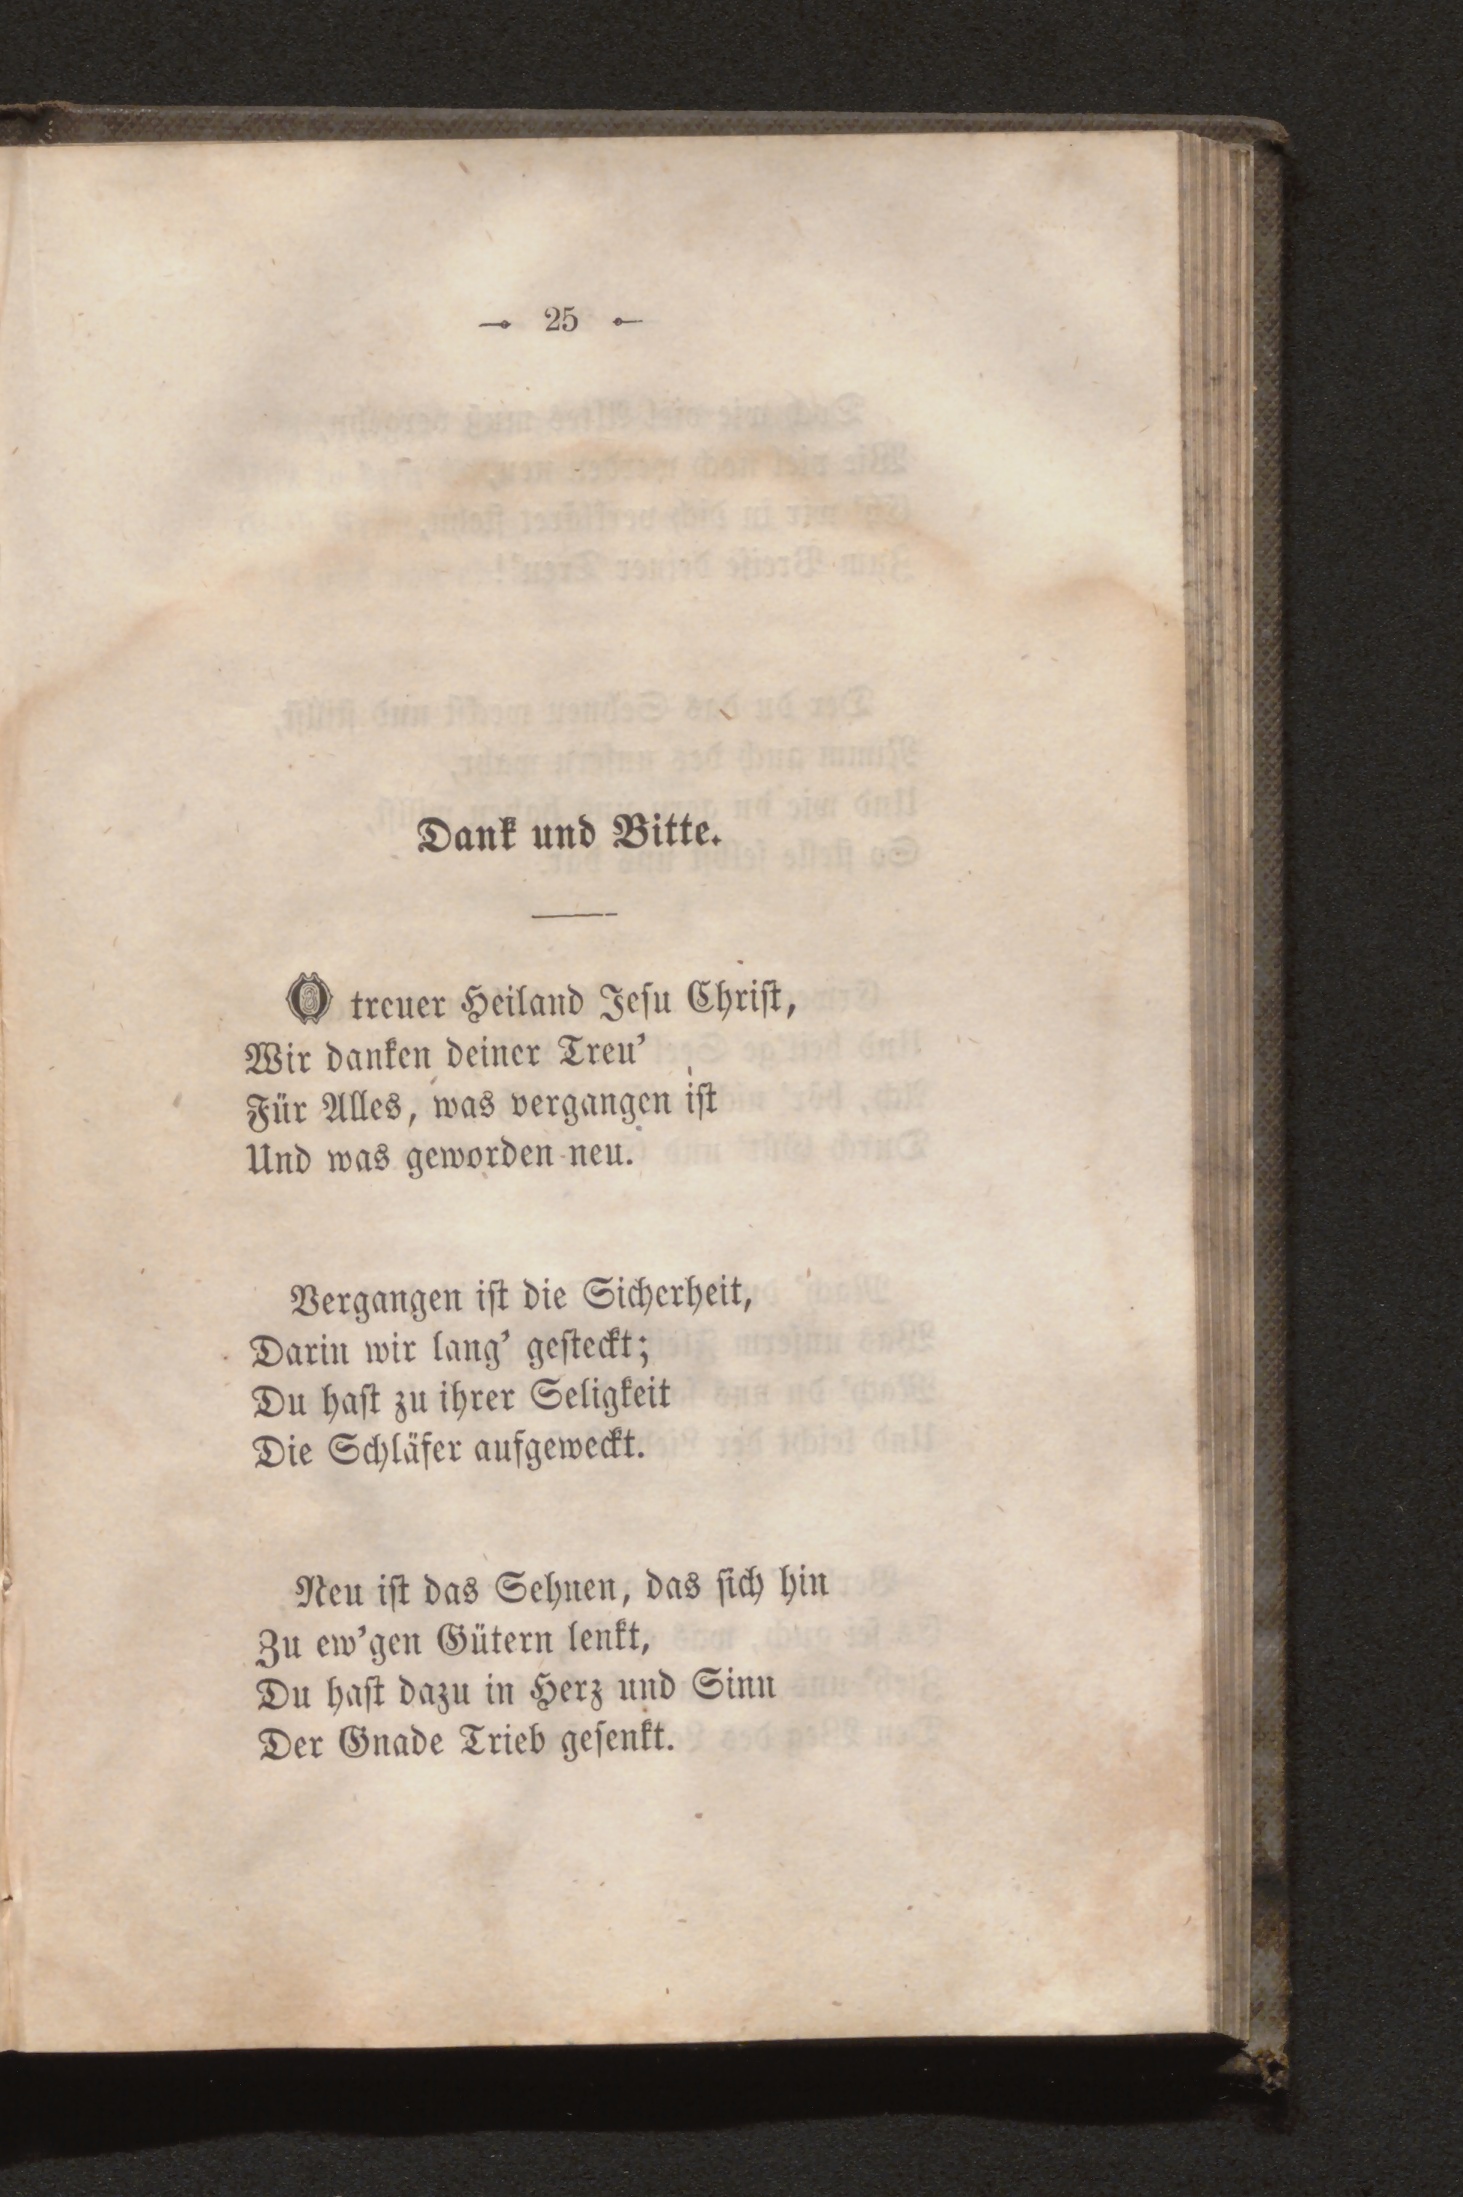 25
Dank und Bitte.
O treuer Heiland Jesu Christ,
Wir danken deiner Treu’
Für Alles, was vergangen ist
Und was geworden neu.
Vergangen ist die Sicherheit,
Darin wir lang’ gesteckt;
Du hast zu ihrer Seligkeit
Die Schläfer aufgeweckt.
Neu ist das Sehnen, das sich hin
Zu ew’gen Gütern lenkt,
Du hast dazu in Herz und Sinn
Der Gnade Trieb gesenkt.